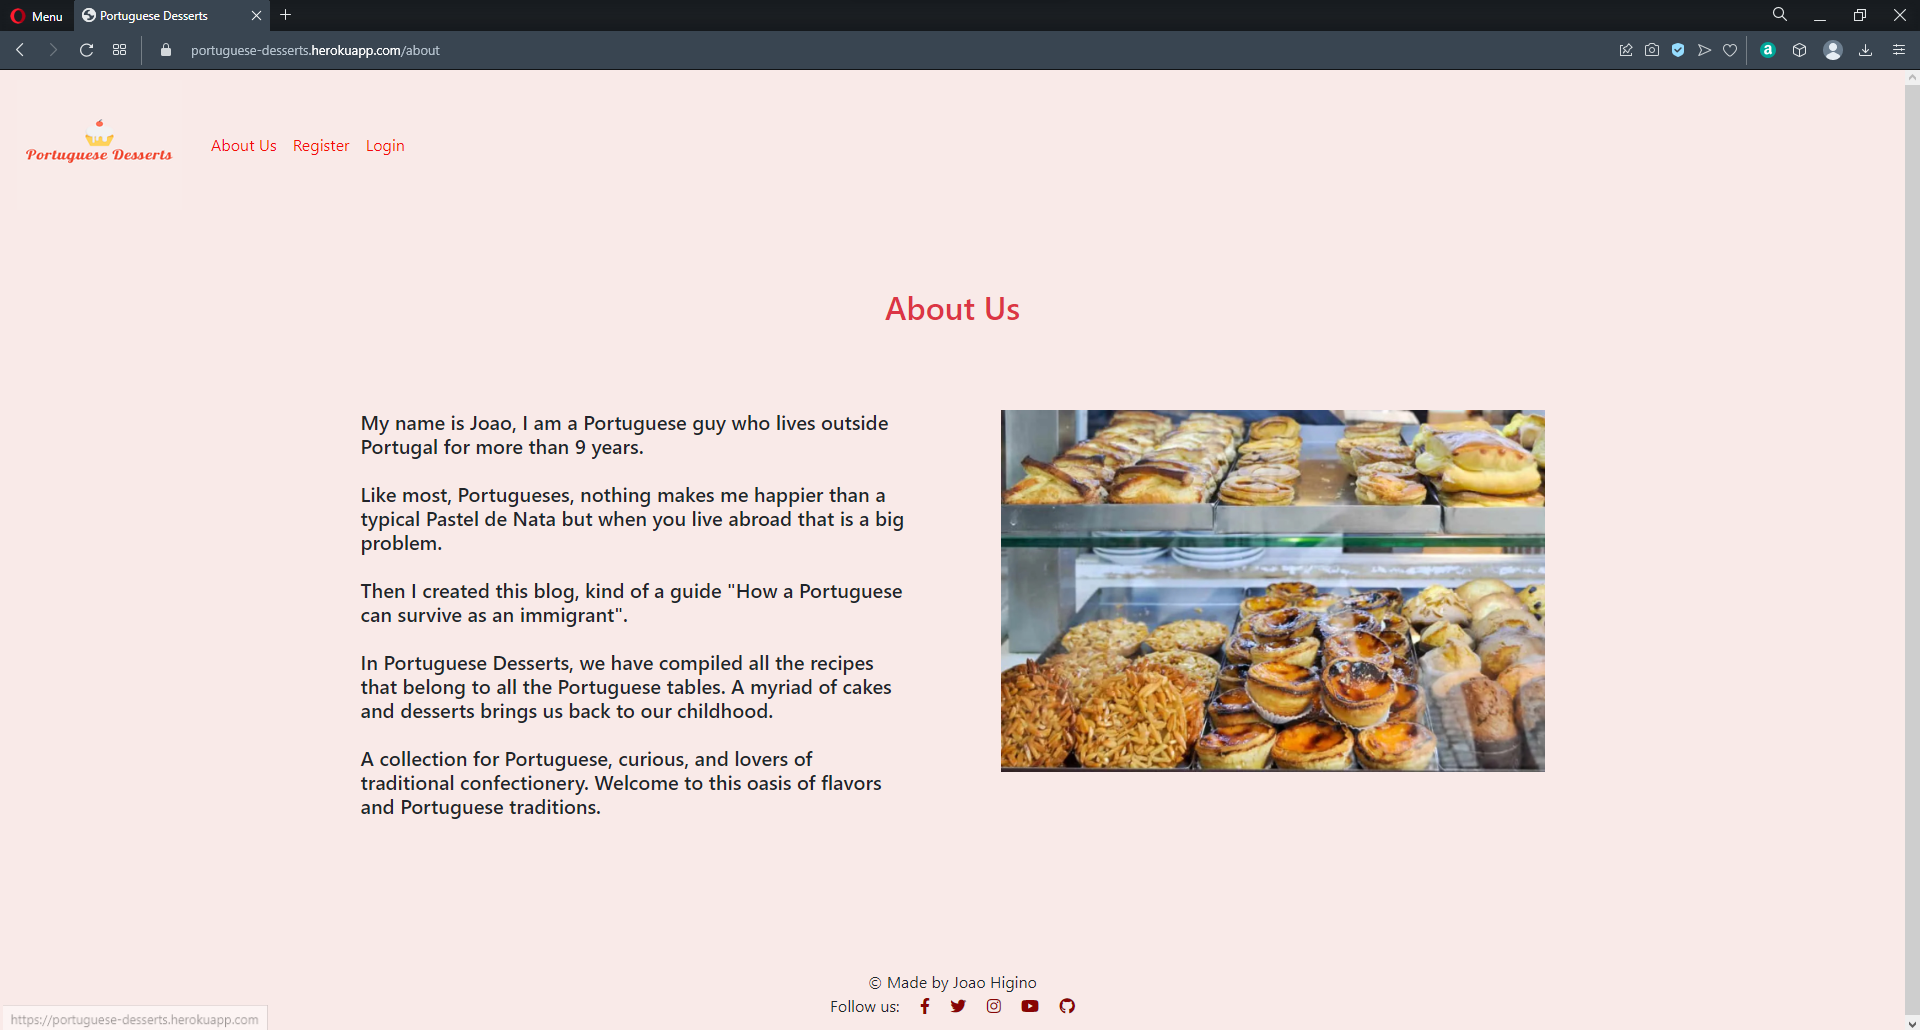 Menu
Portuguese Desserts
portuguese-desserts.herokuapp.com/about
a
Portuguese Desserts
About Us
Register
Login
About Us
My name is Joao, I am a Portuguese guy who lives outside
Portugal for more than 9 years.
Like most, Portugueses, nothing makes me happier than a
typical Pastel de Nata but when you live abroad that is a big
problem.
Then I created this blog, kind of a guide "How a Portuguese
can survive as an immigrant".
In Portuguese Desserts, we have compiled all the recipes
that belong to all the Portuguese tables. A myriad of cakes
and desserts brings us back to our childhood.
A collection for Portuguese, curious, and lovers of
traditional confectionery. Welcome to this oasis of flavors
and Portuguese traditions.
© Made by Joao Higino
Follow us:
https://portuguese-desserts.herokuapp.com